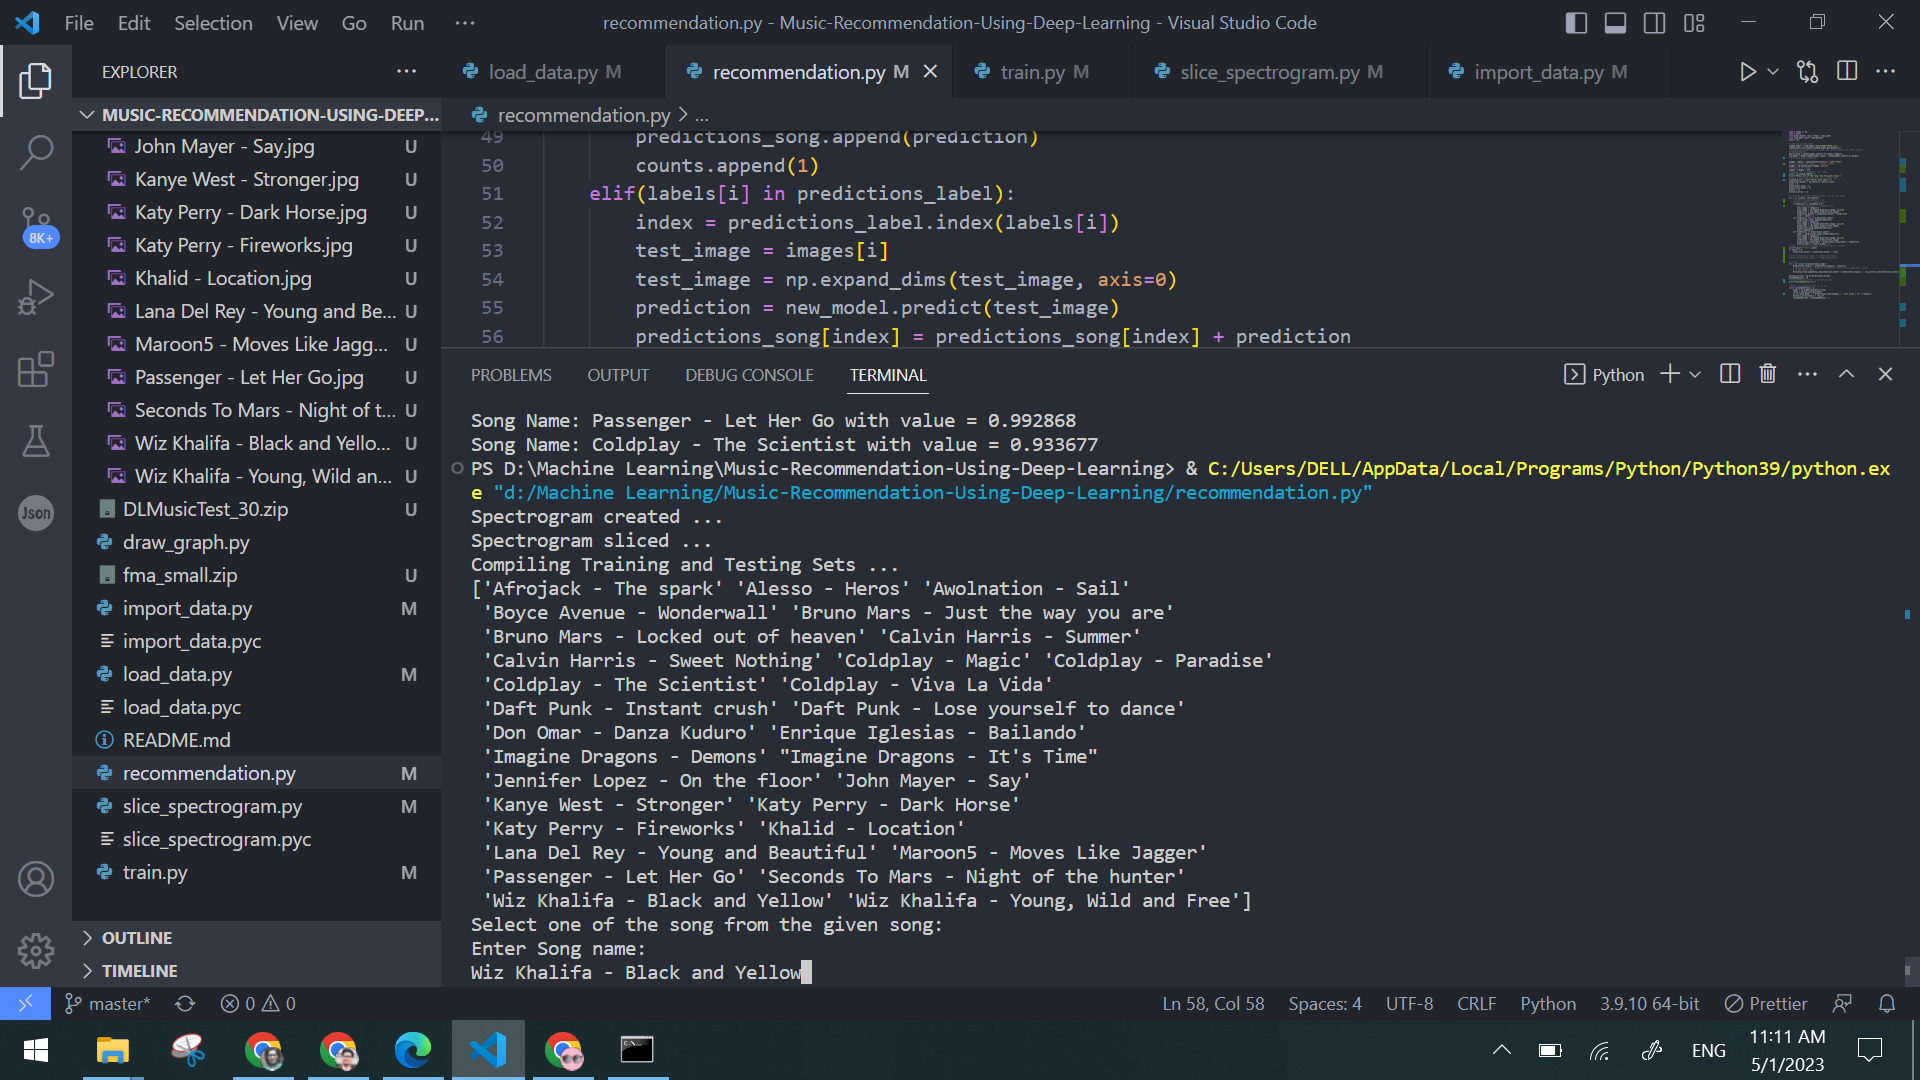 File Edit Selection View Go Run ... recommendation.py - Music-Recommendation-Using-Deep-Learning - Visual Studio Code
EXPLORER ...
load_data.py M recommendation.py M train.py M slice_spectrogram.py M import_data.py M
MUSIC-RECOMMENDATION-USING-DEEP...
recommendation.py > ...
John Mayer - Say.jpg U
Kanye West - Stronger.jpg U
Katy Perry - Dark Horse.jpg U
Katy Perry - Fireworks.jpg U
8K+
Khalid - Location.jpg U
Lana Del Rey - Young and Be... U
Maroon5 - Moves Like Jagg... U
Passenger - Let Her Go.jpg U
Seconds To Mars - Night of t... U
Wiz Khalifa - Black and Yello... U
Wiz Khalifa - Young, Wild an... U
DLMusicTest_30.zip U
Json
draw_graph.py
fma_small.zip U
import_data.py M
import_data.pyc
load_data.py M
load_data.pyc
README.md
recommendation.py M
slice_spectrogram.py M
slice_spectrogram.pyc
train.py M
OUTLINE
TIMELINE
49 predictions_song.append(prediction)
50 counts.append(1)
51 elif(labels[i] in predictions_label):
52 index = predictions_label.index(labels[i])
53 test_image = images[i]
54 test_image = np.expand_dims(test_image, axis=0)
55 prediction = new_model.predict(test_image)
56 predictions_song[index] = predictions_song[index] + prediction
PROBLEMS OUTPUT DEBUG CONSOLE TERMINAL Python
Song Name: Passenger - Let Her Go with value = 0.992868
Song Name: Coldplay - The Scientist with value = 0.933677
PS D:\Machine Learning\Music-Recommendation-Using-Deep-Learning> & C:/Users/DELL/AppData/Local/Programs/Python/Python39/python.ex
e "d:/Machine Learning/Music-Recommendation-Using-Deep-Learning/recommendation.py"
Spectrogram created ...
Spectrogram sliced ...
Compiling Training and Testing Sets ...
['Afrojack - The spark' 'Alesso - Heros' 'Awolnation - Sail'
'Boyce Avenue - Wonderwall' 'Bruno Mars - Just the way you are'
'Bruno Mars - Locked out of heaven' 'Calvin Harris - Summer'
'Calvin Harris - Sweet Nothing' 'Coldplay - Magic' 'Coldplay - Paradise'
'Coldplay - The Scientist' 'Coldplay - Viva La Vida'
'Daft Punk - Instant crush' 'Daft Punk - Lose yourself to dance'
'Don Omar - Danza Kuduro' 'Enrique Iglesias - Bailando'
'Imagine Dragons - Demons' "Imagine Dragons - It's Time"
'Jennifer Lopez - On the floor' 'John Mayer - Say'
'Kanye West - Stronger' 'Katy Perry - Dark Horse'
'Katy Perry - Fireworks' 'Khalid - Location'
'Lana Del Rey - Young and Beautiful' 'Maroon5 - Moves Like Jagger'
'Passenger - Let Her Go' 'Seconds To Mars - Night of the hunter'
'Wiz Khalifa - Black and Yellow' 'Wiz Khalifa - Young, Wild and Free']
Select one of the song from the given song:
Enter Song name:
Wiz Khalifa - Black and Yellow
master* 0 0 Ln 58, Col 58 Spaces: 4 UTF-8 CRLF Python 3.9.10 64-bit Prettier
ENG 11:11 AM
5/1/2023